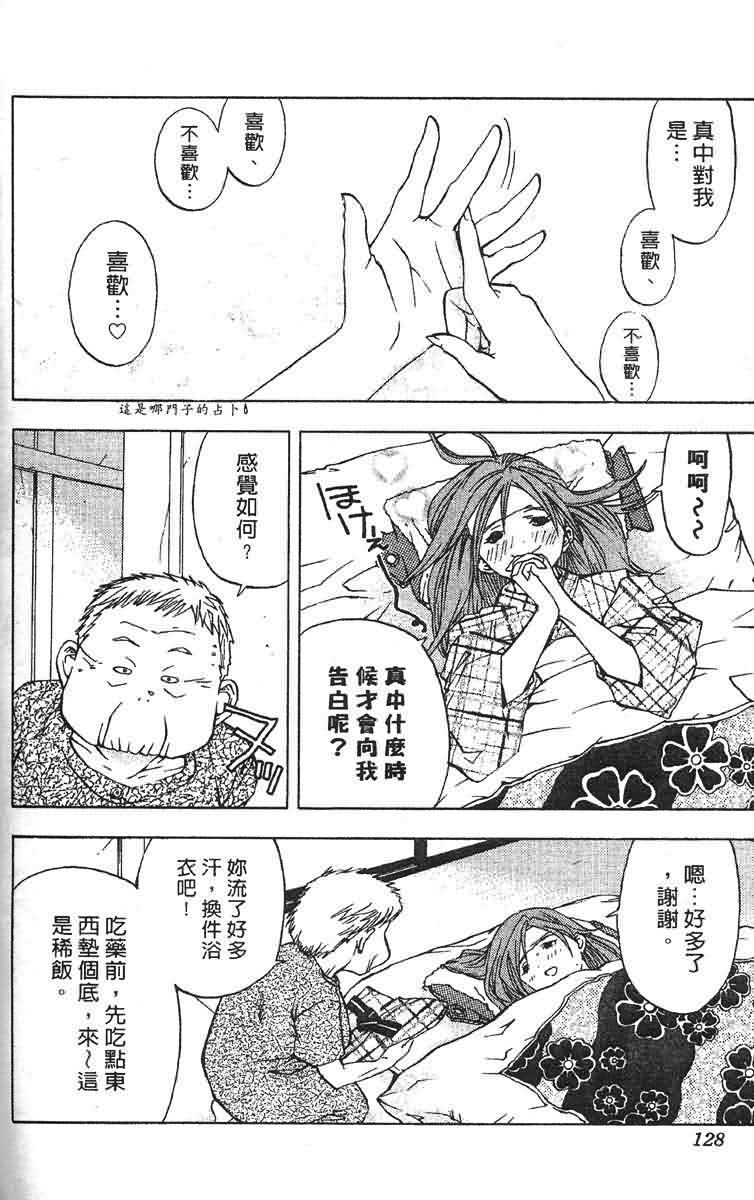 真中對我
是…
喜歡、
不喜歡…
喜歡、
不喜歡…
喜歡…♡
這是哪門子的占卜
呵呵～～
ほけぇ
真中什麼時
候才會向我
告白呢？
感覺如何？
ヌッ
嗯…好多了
，謝謝。
妳流了好多
汗，換件浴
衣吧！
吃藥前，先吃點東
西墊個底，來～這
是稀飯。
128